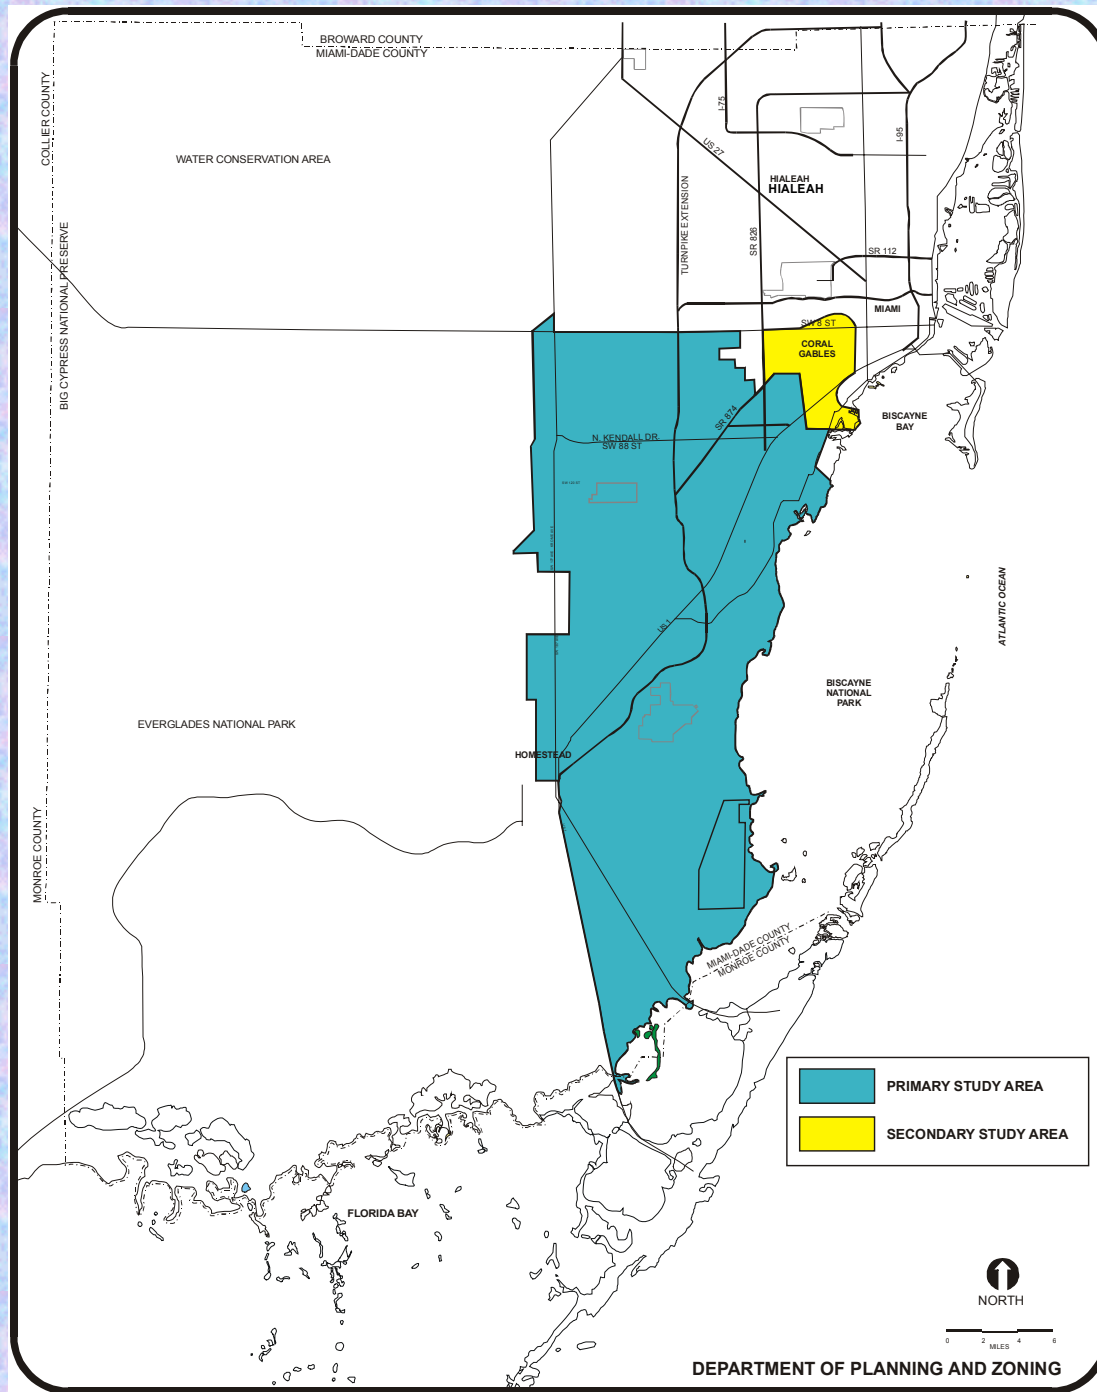 BROWARD COUNTY
MIAMI-DADE COUNTY
COLLIER COUNTY
WATER CONSERVATION AREA
BIG CYPRESS NATIONAL PRESERVE
MONROE COUNTY
I-75
US 27
I-95
HIALEAH
HIALEAH
TURNPIKE EXTENSION
SR 826
SR 112
MIAMI
SW 8 ST
CORAL
GABLES
BISCAYNE
BAY
SR 874
N. KENDALL DR.
SW 88 ST
US 1
ATLANTIC OCEAN
BISCAYNE
NATIONAL
PARK
EVERGLADES NATIONAL PARK
HOMESTEAD
MIAMI-DADE COUNTY
MONROE COUNTY
PRIMARY STUDY AREA
SECONDARY STUDY AREA
FLORIDA BAY
NORTH
0 2 4 6
MILES
DEPARTMENT OF PLANNING AND ZONING